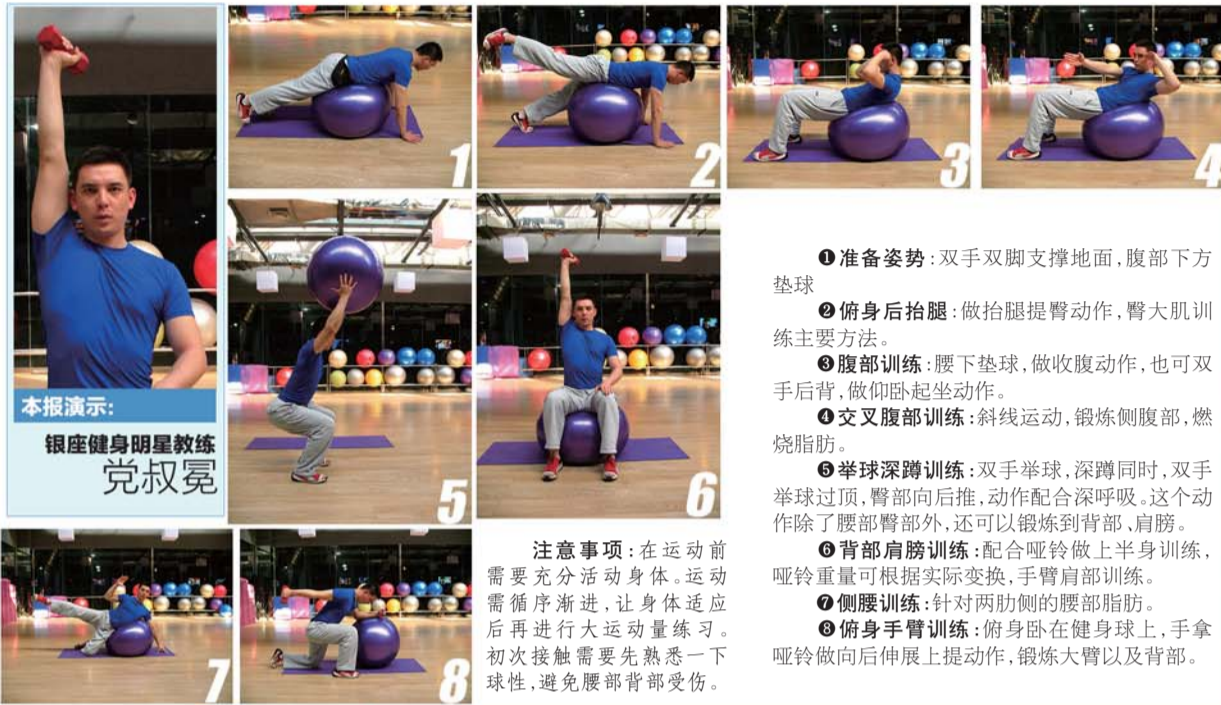 1
2
3
4
本报演示:
银座健身明星教练
党叔冕
5
6
7
8
注意事项:在运动前
需要充分活动身体。运动
需循序渐进,让身体适应
后再进行大运动量练习。
初次接触需要先熟悉一下
球性,避免腰部背部受伤。
❶准备姿势:双手双脚支撑地面,腹部下方
垫球
❷俯身后抬腿:做抬腿提臀动作,臀大肌训
练主要方法。
❸腹部训练:腰下垫球,做收腹动作,也可双
手后背,做仰卧起坐动作。
❹交叉腹部训练:斜线运动,锻炼侧腹部,燃
烧脂肪。
❺举球深蹲训练:双手举球,深蹲同时,双手
举球过顶,臀部向后推,动作配合深呼吸。这个动
作除了腰部臀部外,还可以锻炼到背部、肩膀。
❻背部肩膀训练:配合哑铃做上半身训练,
哑铃重量可根据实际变换,手臂肩部训练。
❼侧腰训练:针对两肋侧的腰部脂肪。
❽俯身手臂训练:俯身卧在健身球上,手拿
哑铃做向后伸展上提动作,锻炼大臂以及背部。